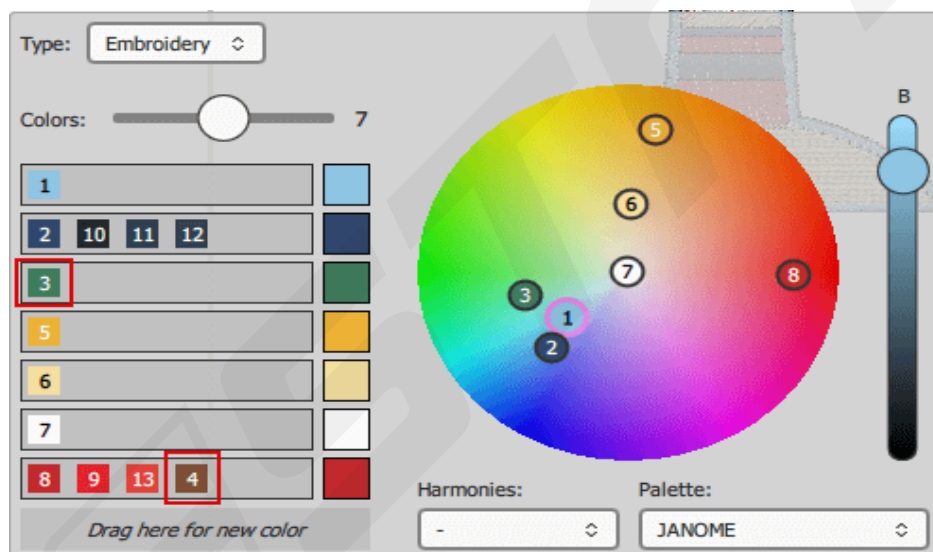 Type: Embroidery
Colors: 7
1
2 10 11 12
3
5
6
7
8 9 13 4
Drag here for new color
5
6
7
8
3
1
2
B
Harmonies: Palette:
- JANOME